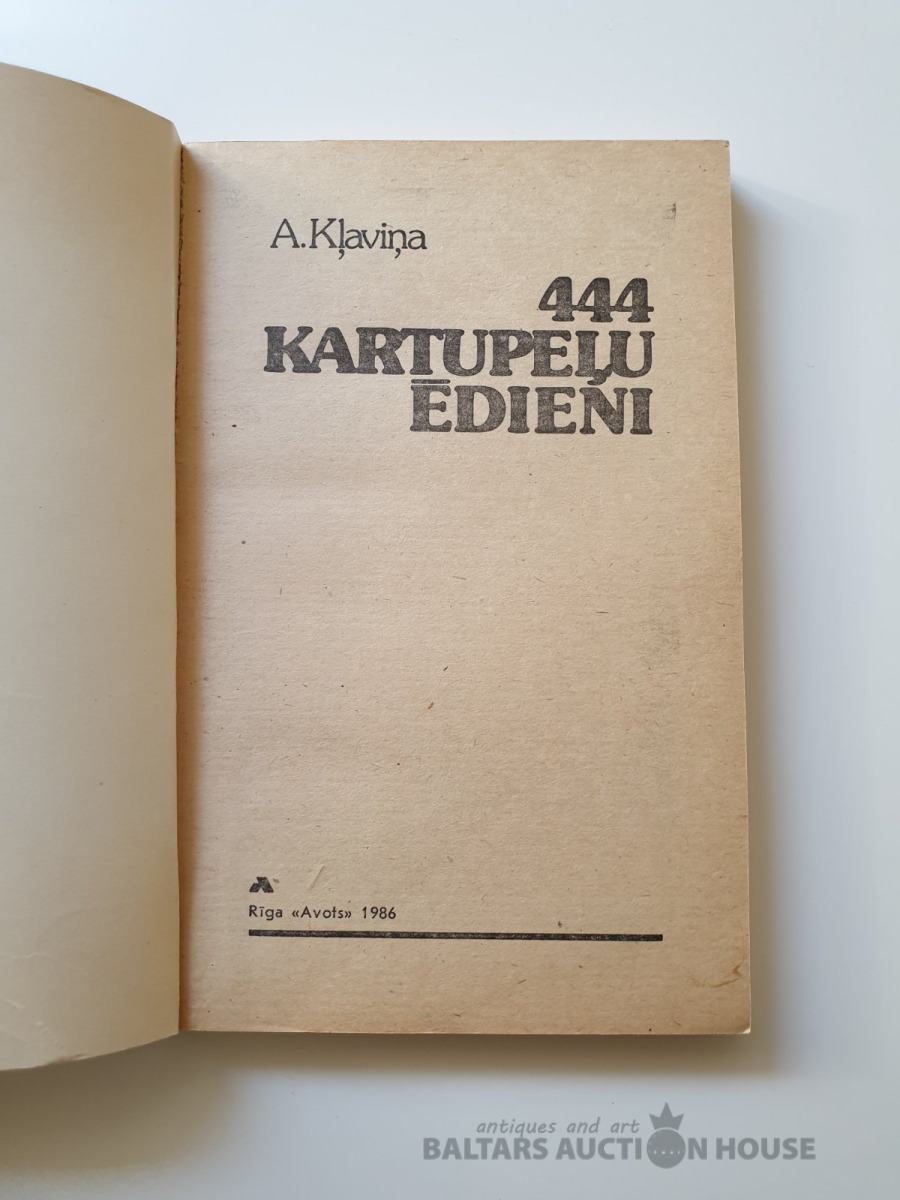 A. Kļaviņa
444
KARTUPEĻU
ĒDIENI
Rīga «Avots» 1986
antiques and art
BALTARS AUCTION HOUSE